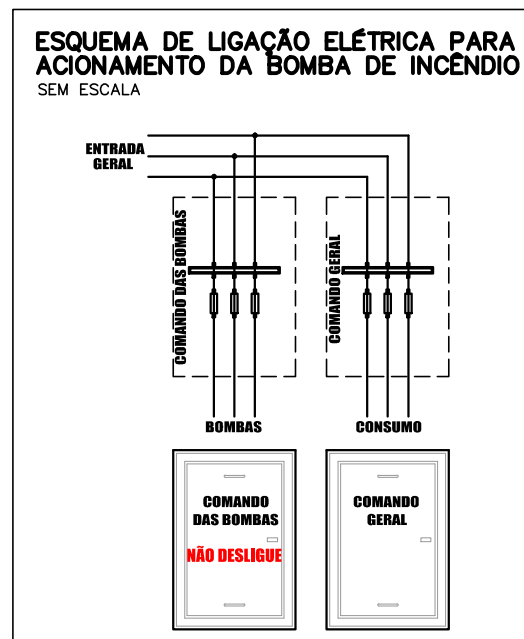 ESQUEMA DE LIGAÇÃO ELÉTRICA PARA
ACIONAMENTO DA BOMBA DE INCÊNDIO
SEM ESCALA
ENTRADA
GERAL
COMANDO DAS BOMBAS
COMANDO GERAL
BOMBAS
CONSUMO
COMANDO
DAS BOMBAS
NÃO DESLIGUE
COMANDO
GERAL